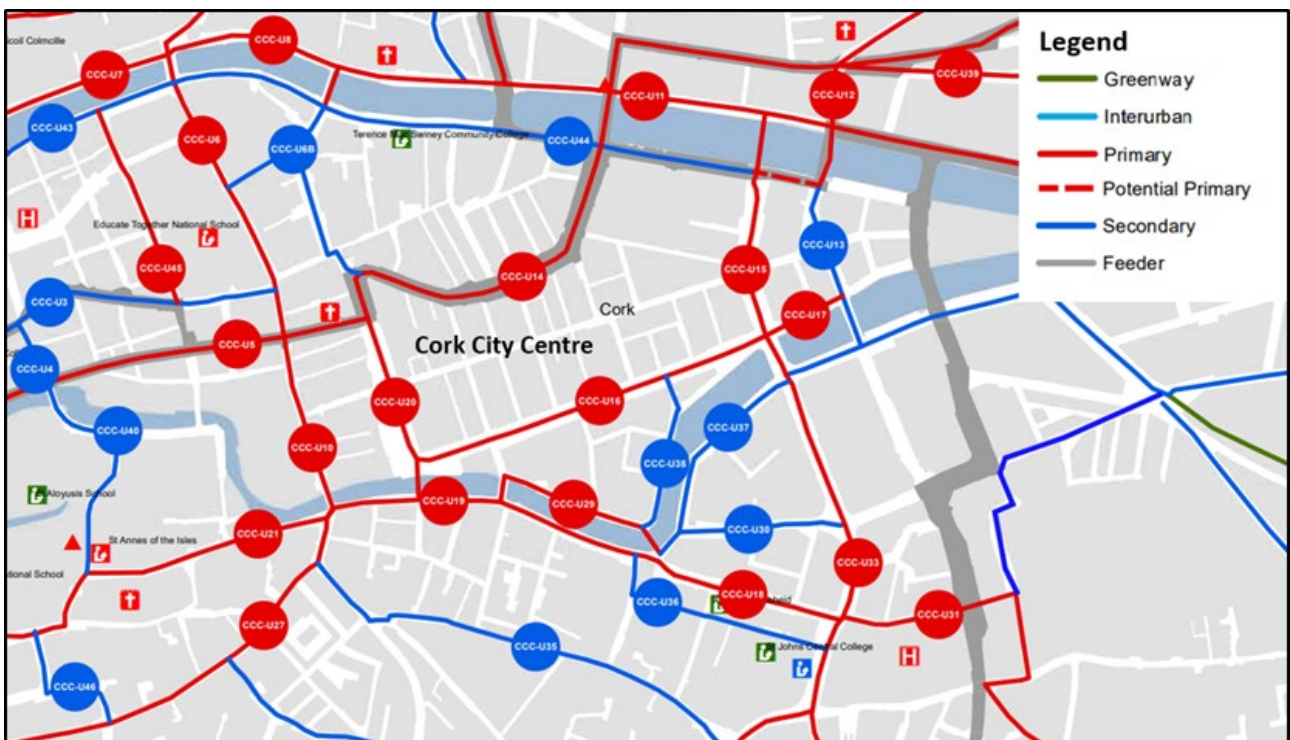 coil Colmcille
CCC-U8
CCC-U7
CCC-U39
CCC-U11
CCC-U12
CCC-U43
CCC-U6
CCC-U6B
Terence M
Swiney Community College
CCC-U44
Educate Together National School
CCC-U45
CCC-U14
CCC-U15
CCC-U13
CCC-U3
Cork
CCC-U17
CCC-U5
Cork City Centre
CCC-U4
CCC-U20
CCC-U16
CCC-U40
CCC-U10
CCC-U37
CCC-U38
Aloyusis School
CCC-U19
CCC-U29
CCC-U21
CCC-U30
St Annes of the Isles
CCC-U33
tional School
CCC-U18
CCC-U36
CCC-U31
CCC-U27
CCC-U35
Johns Central College
CCC-U46
Legend
Greenway
Interurban
Primary
Potential Primary
Secondary
Feeder
H
H